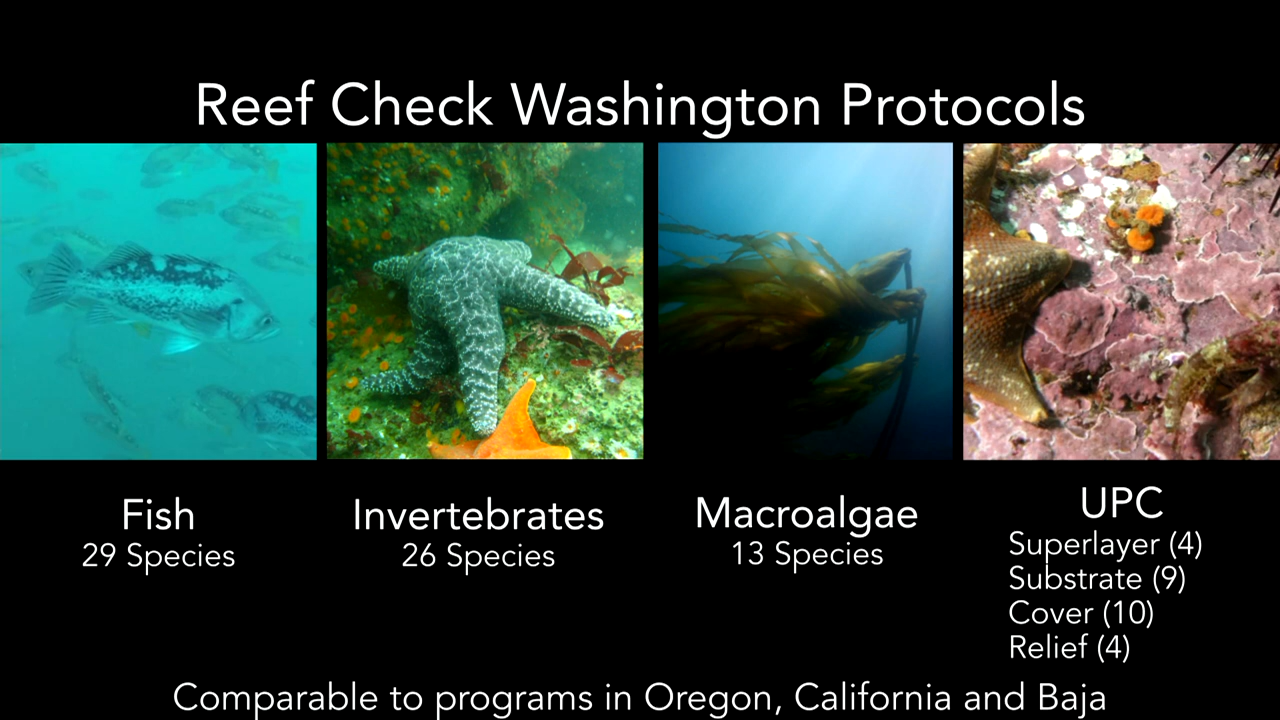 Reef Check Washington Protocols
Fish
29 Species
Invertebrates
26 Species
Macroalgae
13 Species
UPC
Superlayer (4)
Substrate (9)
Cover (10)
Relief (4)
Comparable to programs in Oregon, California and Baja